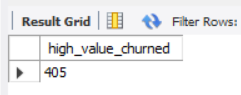 Result Grid Filter Rows:
high_value_churned
405